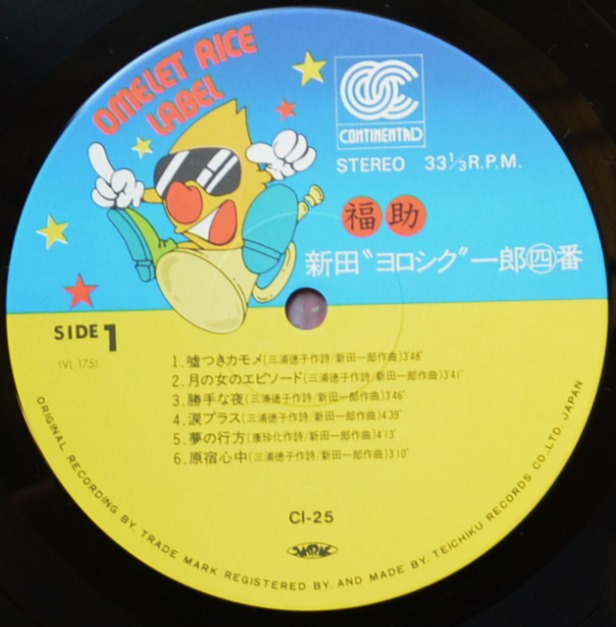 OMELET RICE
LABEL
CONTINENTAL
STEREO 33 1/3 R.P.M.
福助
新田"ヨロシク"一郎㊃番
SIDE 1
(VL-175)
1.嘘つきカモメ(三浦徳子作詩/新田一郎作曲)3'48"
2.月の女のエピソード(三浦徳子作詩/新田一郎作曲)3'41"
3.勝手な夜(三浦徳子作詩/新田一郎作曲)3'46"
4.涙プラス(三浦徳子作詩/新田一郎作曲)4'39"
5.夢の行方(康珍化作詩/新田一郎作曲)4'13"
6.原宿心中(三浦徳子作詩/新田一郎作曲)3'10"
CI-25
ORIGINAL RECORDING BY, TRADE MARK REGISTERED BY, AND MADE BY, TEICHIKU RECORDS CO., LTD. JAPAN